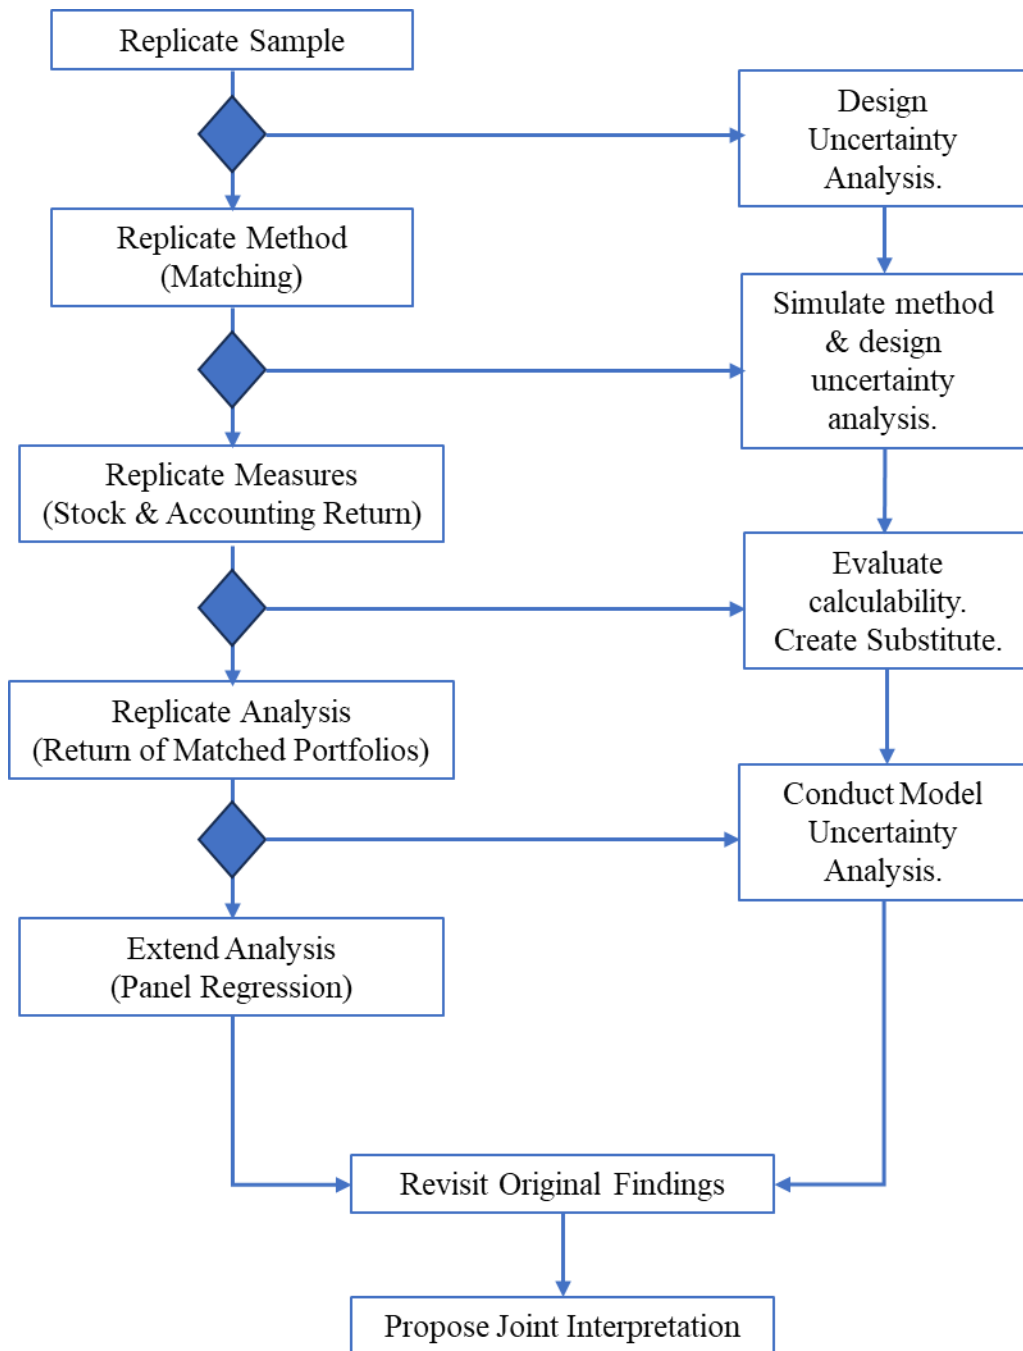 Replicate Sample
Design
Uncertainty
Analysis.
Replicate Method
(Matching)
Simulate method
& design
uncertainty
analysis.
Replicate Measures
(Stock & Accounting Return)
Evaluate
calculability.
Create Substitute.
Replicate Analysis
(Return of Matched Portfolios)
Conduct Model
Uncertainty
Analysis.
Extend Analysis
(Panel Regression)
Revisit Original Findings
Propose Joint Interpretation